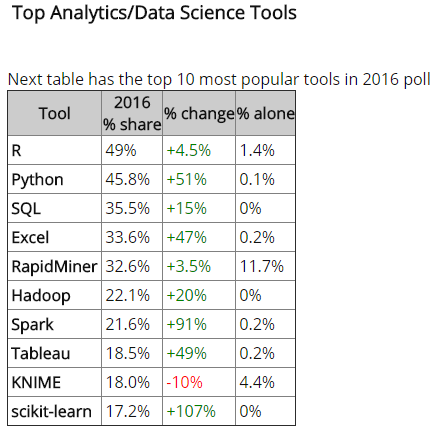 Top Analytics/Data Science Tools
Next table has the top 10 most popular tools in 2016 poll
Tool 2016 % share % change % alone
R 49% +4.5% 1.4%
Python 45.8% +51% 0.1%
SQL 35.5% +15% 0%
Excel 33.6% +47% 0.2%
RapidMiner 32.6% +3.5% 11.7%
Hadoop 22.1% +20% 0%
Spark 21.6% +91% 0.2%
Tableau 18.5% +49% 0.2%
KNIME 18.0% -10% 4.4%
scikit-learn 17.2% +107% 0%